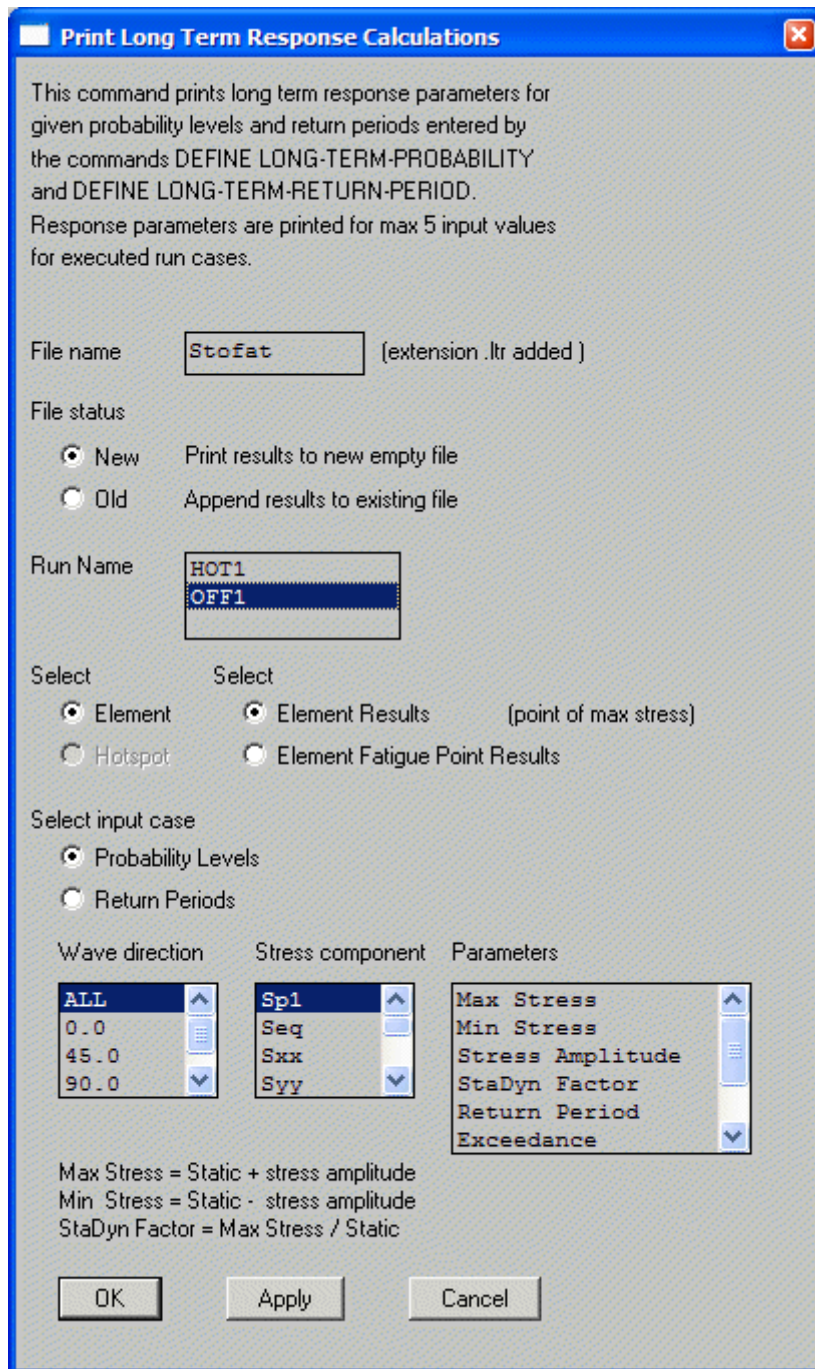 Print Long Term Response Calculations
This command prints long term response parameters for
given probability levels and return periods entered by
the commands DEFINE LONG-TERM-PROBABILITY
and DEFINE LONG-TERM-RETURN-PERIOD.
Response parameters are printed for max 5 input values
for executed run cases.
File name Stofat (extension .ltr added )
File status
New Print results to new empty file
Old Append results to existing file
Run Name HOT1
OFF1
Select Select
Element Element Results (point of max stress)
Hotspot Element Fatigue Point Results
Select input case
Probability Levels
Return Periods
Wave direction Stress component Parameters
ALL Sp1 Max Stress
0.0 Seq Min Stress
45.0 Sxx Stress Amplitude
90.0 Syy StaDyn Factor
Return Period
Exceedance
Max Stress = Static + stress amplitude
Min Stress = Static - stress amplitude
StaDyn Factor = Max Stress / Static
OK Apply Cancel